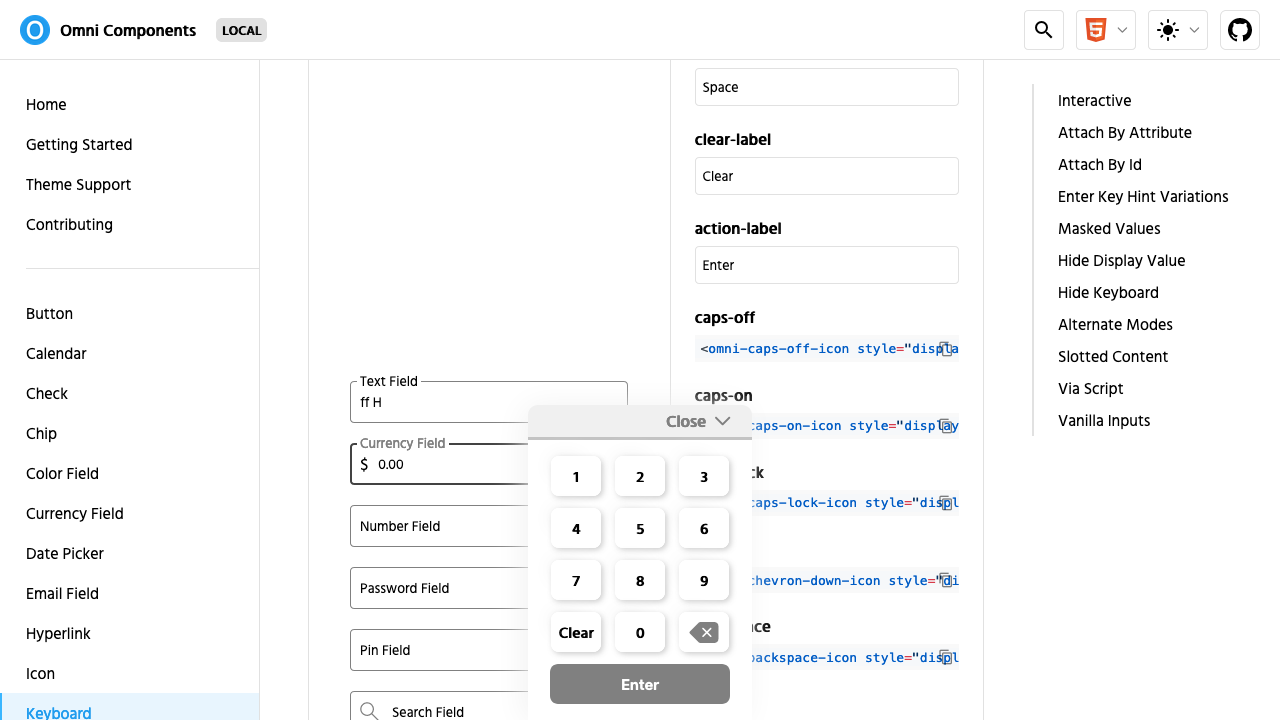 Omni Components LOCAL
Home
Getting Started
Theme Support
Contributing
Button
Calendar
Check
Chip
Color Field
Currency Field
Date Picker
Email Field
Hyperlink
Icon
Keyboard
Text Field
ff H
Currency Field
$ 0.00
Number Field
Password Field
Pin Field
Search Field
Close
1 2 3
4 5 6
7 8 9
Clear 0
Enter
Space
clear-label
Clear
action-label
Enter
caps-off
<omni-caps-off-icon style="displa
caps-on
caps-on-icon style="display
ck
caps-lock-icon style="displ
chevron-down-icon style="di
ce
backspace-icon style="displ
Interactive
Attach By Attribute
Attach By Id
Enter Key Hint Variations
Masked Values
Hide Display Value
Hide Keyboard
Alternate Modes
Slotted Content
Via Script
Vanilla Inputs